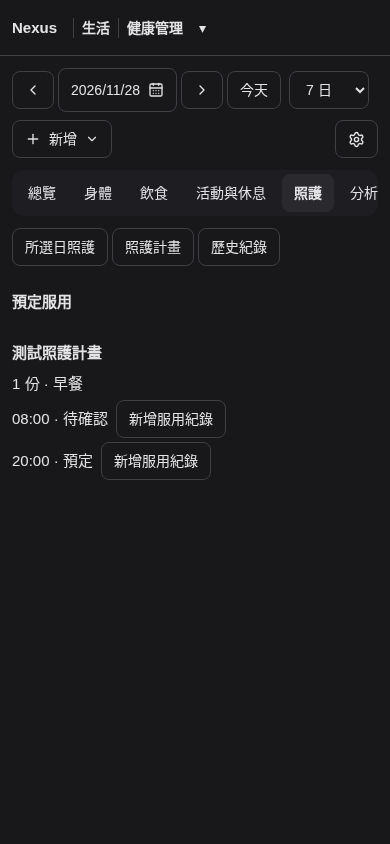 Nexus 生活 健康管理 ▼
2026/11/28 今天 7 日
新增
總覽 身體 飲食 活動與休息 照護 分析
所選日照護 照護計畫 歷史紀錄
預定服用
測試照護計畫
1 份 · 早餐
08:00 · 待確認 新增服用紀錄
20:00 · 預定 新增服用紀錄